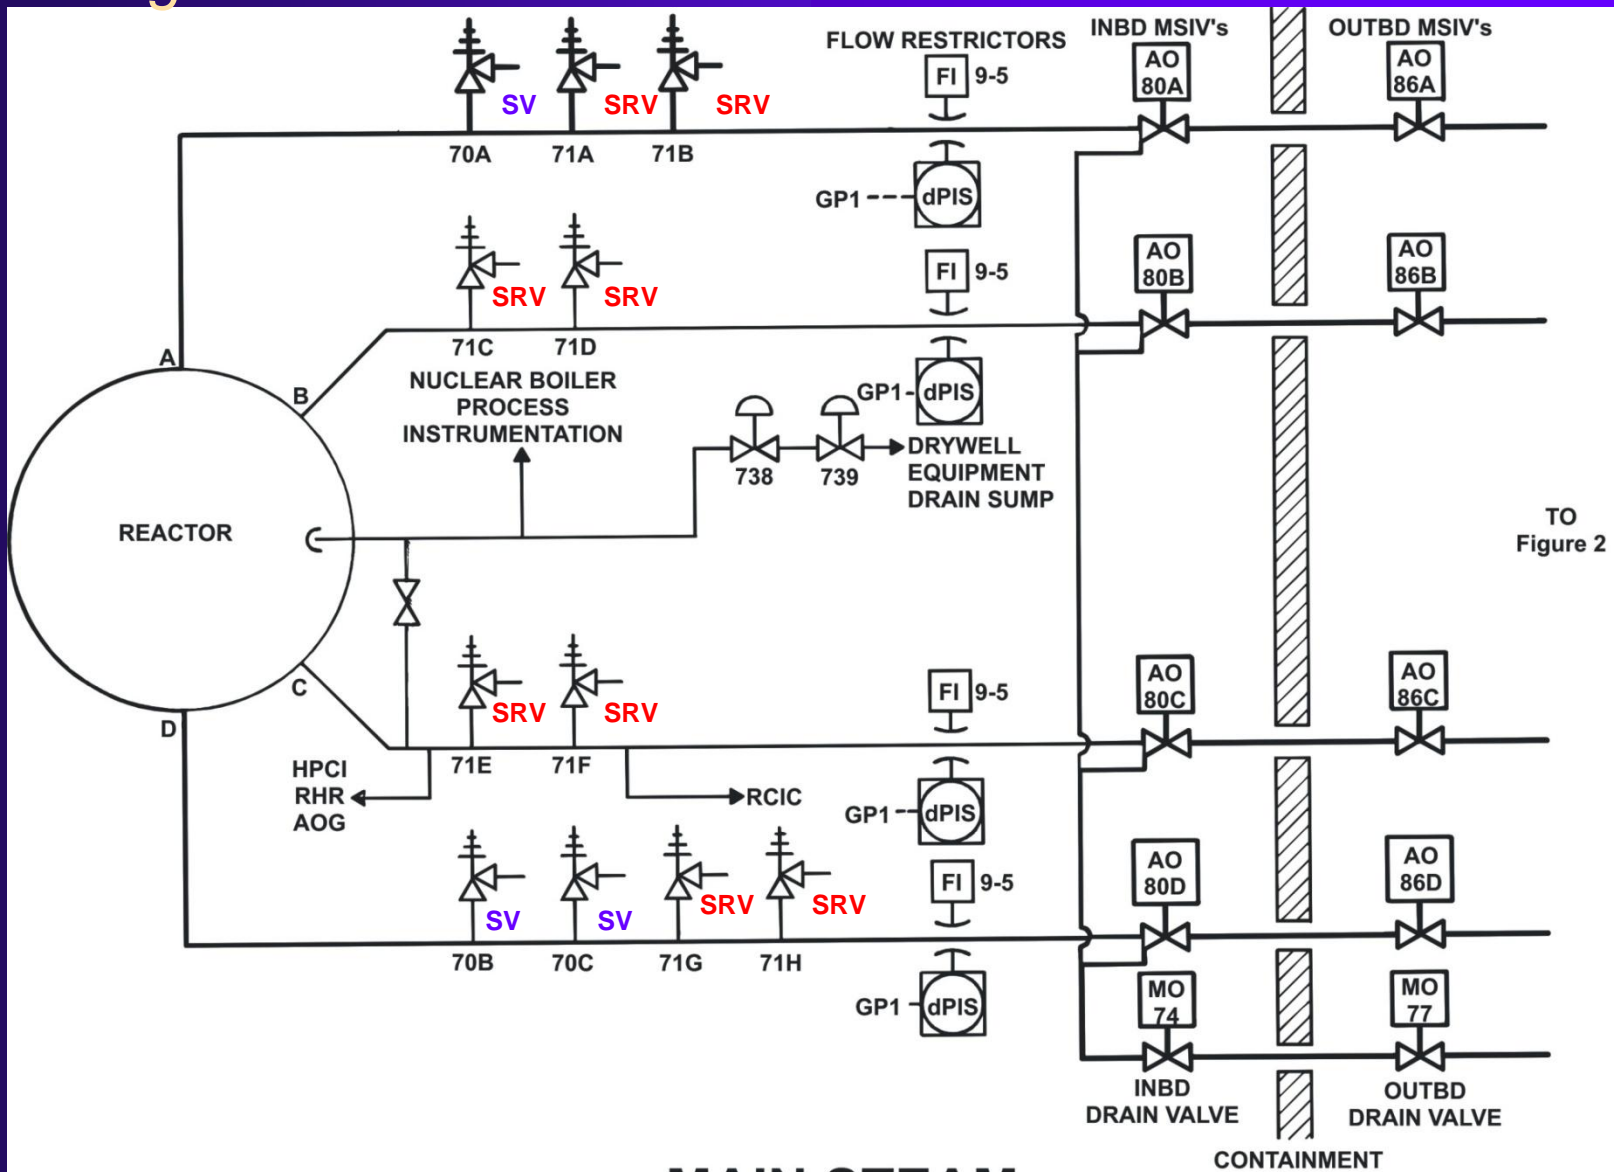 FLOW RESTRICTORS
INBD MSIV's
OUTBD MSIV's
SV
SRV
SRV
70A
71A
71B
FI
9-5
AO
80A
AO
86A
GP1
dPIS
SRV
SRV
71C
71D
FI
9-5
AO
80B
AO
86B
GP1
dPIS
A
B
NUCLEAR BOILER
PROCESS
INSTRUMENTATION
738
739
DRYWELL
EQUIPMENT
DRAIN SUMP
REACTOR
TO
Figure 2
C
D
SRV
SRV
71E
71F
FI
9-5
AO
80C
AO
86C
HPCI
RHR
AOG
RCIC
GP1
dPIS
SV
SV
SRV
SRV
70B
70C
71G
71H
FI
9-5
AO
80D
AO
86D
GP1
dPIS
MO
74
MO
77
INBD
DRAIN VALVE
OUTBD
DRAIN VALVE
CONTAINMENT
MAIN STEAM